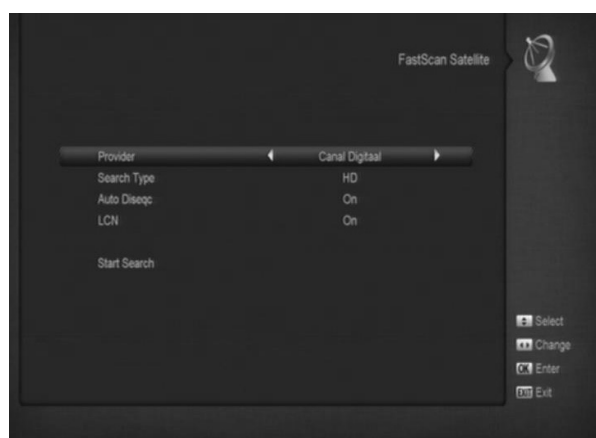 FastScan Satellite
Provider Canal Digitaal
Search Type HD
Auto Diseqc On
LCN On
Start Search
Select
Change
OK Enter
EXIT Exit